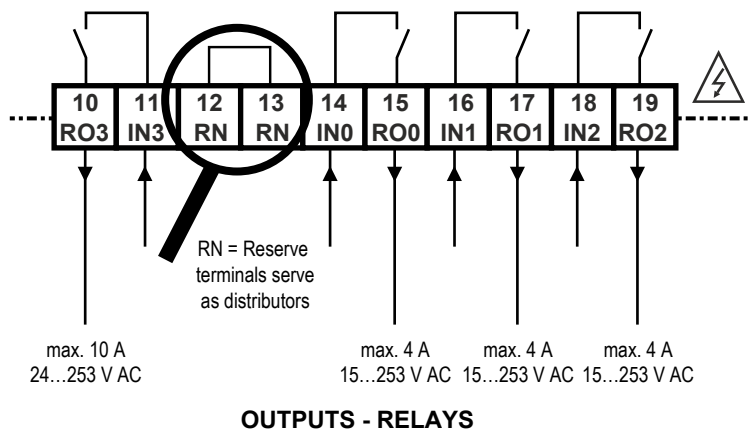 10 11 12 13 14 15 16 17 18 19
RO3 IN3 RN RN IN0 RO0 IN1 RO1 IN2 RO2
RN = Reserve
terminals serve
as distributors
max. 10 A
24...253 V AC
max. 4 A
15...253 V AC
max. 4 A
15...253 V AC
max. 4 A
15...253 V AC
OUTPUTS - RELAYS